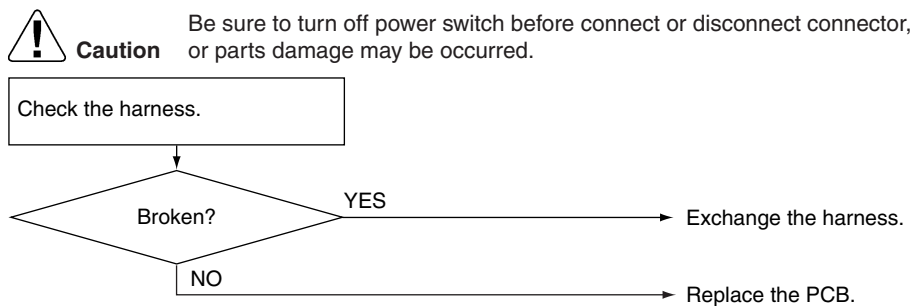 Be sure to turn off power switch before connect or disconnect connector,
Caution or parts damage may be occurred.
Check the harness.
Broken?
YES
Exchange the harness.
NO
Replace the PCB.